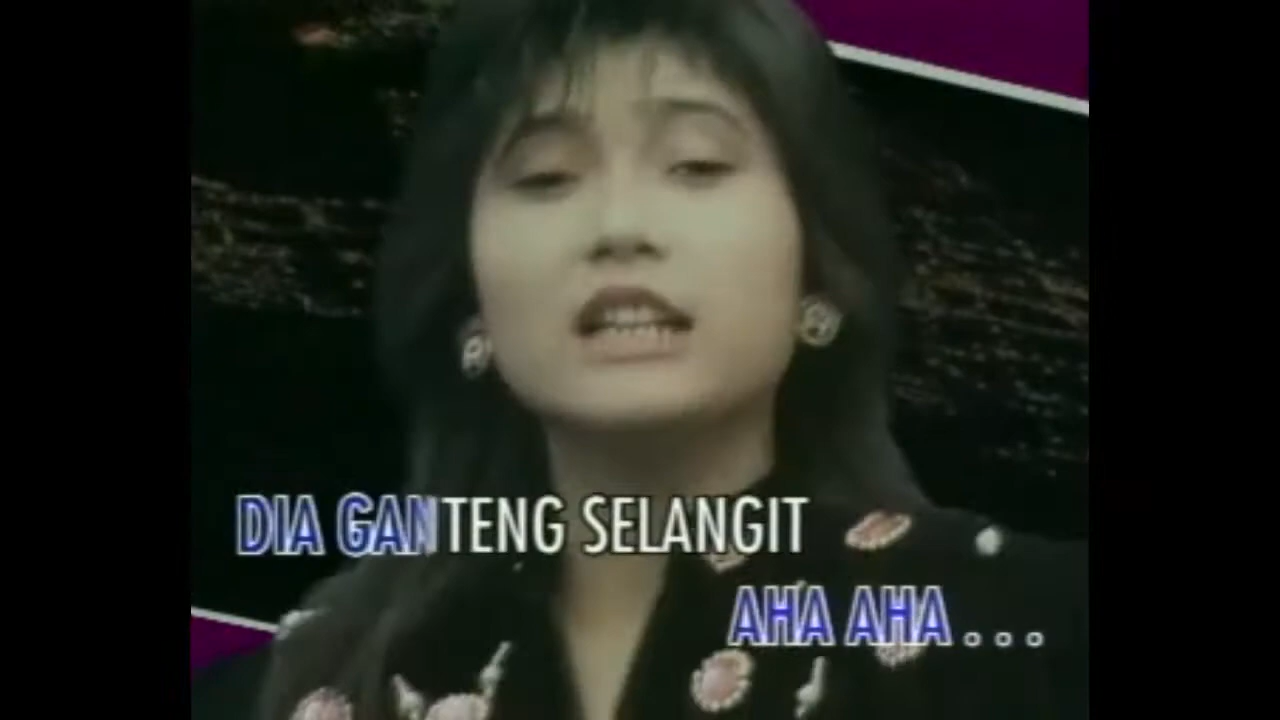 DIA GANTENG SELANGIT
AHA AHA . . .